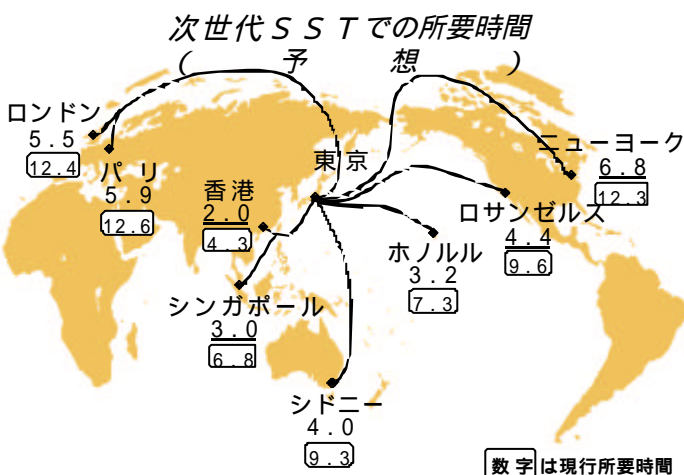 次世代ＳＳＴでの所要時間
(予想)
ロンドン
5.5
12.4
パリ
5.9
12.6
香港
2.0
4.3
東京
ニューヨーク
6.8
12.3
ロサンゼルス
4.4
9.6
ホノルル
3.2
7.3
シンガポール
3.0
6.8
シドニー
4.0
9.3
数字は現行所要時間